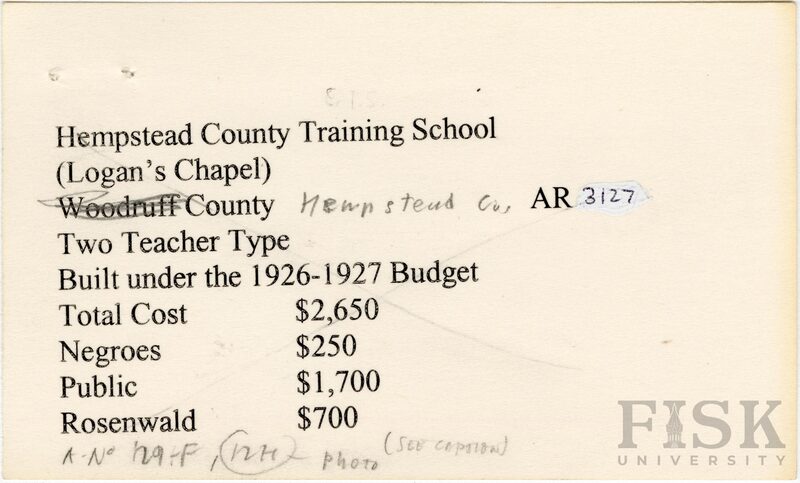 Hempstead County Training School
(Logan's Chapel)
Woodruff County Hempstead Co, AR 3127
Two Teacher Type
Built under the 1926-1927 Budget
Total Cost $2,650
Negroes $250
Public $1,700
Rosenwald $700
A-No 129-F, Photo (SEE CAPTION)
FISK
UNIVERSITY